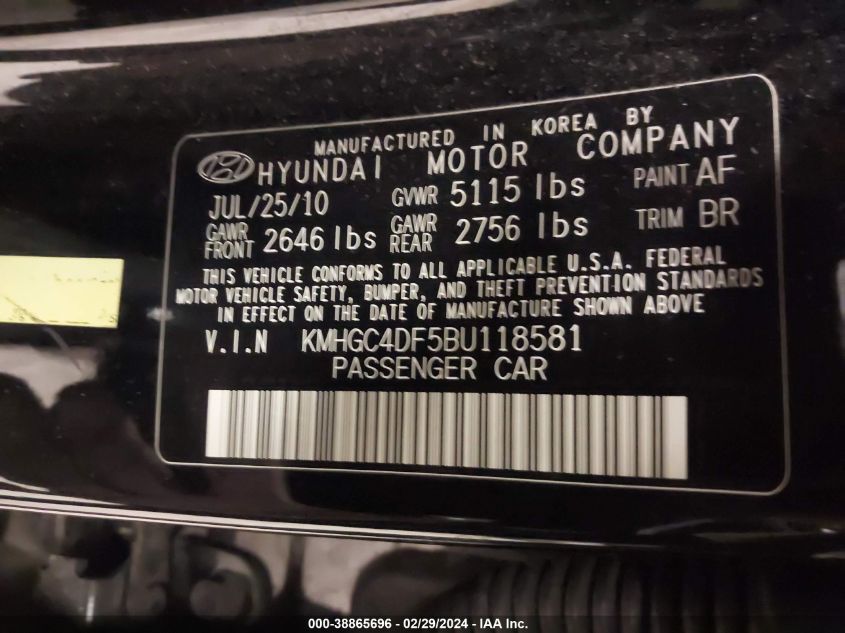 MANUFACTURED IN KOREA BY
HYUNDAI MOTOR COMPANY
JUL/25/10 GVWR 5115 lbs PAINT AF
GAWR FRONT 2646 lbs GAWR REAR 2756 lbs TRIM BR
THIS VEHICLE CONFORMS TO ALL APPLICABLE U.S.A. FEDERAL
MOTOR VEHICLE SAFETY, BUMPER, AND THEFT PREVENTION STANDARDS
IN EFFECT ON THE DATE OF MANUFACTURE SHOWN ABOVE
V.I.N KMHGC4DF5BU118581
PASSENGER CAR
000-38865696 - 02/29/2024 - IAA Inc.